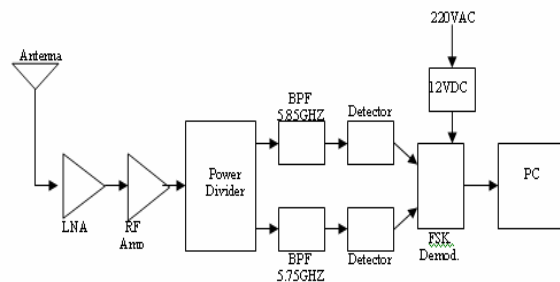 220VAC
Antenna
12VDC
BPF
5.85GHZ
Detector
Power
Divider
PC
LNA
RF
Amp
BPF
5.75GHZ
Detector
FSK
Demod.